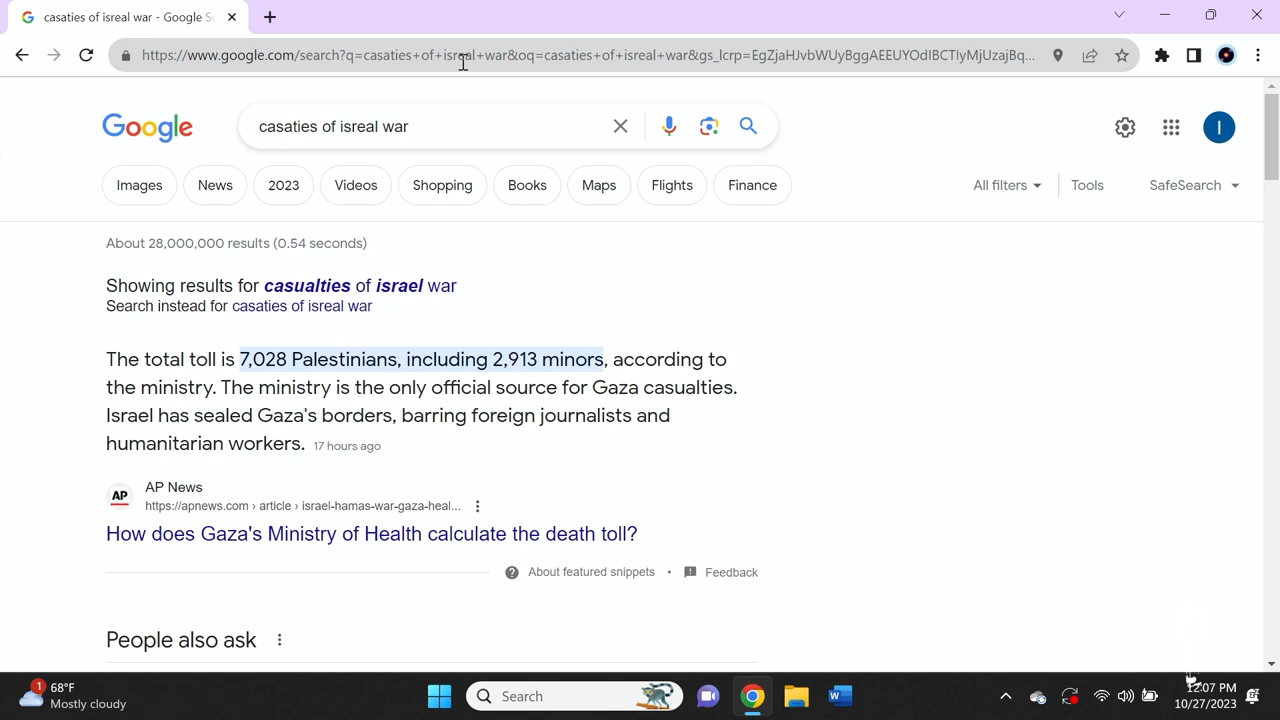 casaties of isreal war - Google S
https://www.google.com/search?q=casaties+of+isreal+war&oq=casaties+of+isreal+war&gs_lcrp=EgZjaHJvbWUyBggAEEUYOdIBCTIyMjUzajBq...
Google
casaties of isreal war
I
Images
News
2023
Videos
Shopping
Books
Maps
Flights
Finance
All filters
Tools
SafeSearch
About 28,000,000 results (0.54 seconds)
Showing results for casualties of israel war
Search instead for casaties of isreal war
The total toll is 7,028 Palestinians, including 2,913 minors, according to
the ministry. The ministry is the only official source for Gaza casualties.
Israel has sealed Gaza's borders, barring foreign journalists and
humanitarian workers. 17 hours ago
AP
AP News
https://apnews.com › article › israel-hamas-war-gaza-heal...
How does Gaza's Ministry of Health calculate the death toll?
About featured snippets • Feedback
People also ask
1
68°F
Mostly cloudy
Search
12:07 PM
10/27/2023